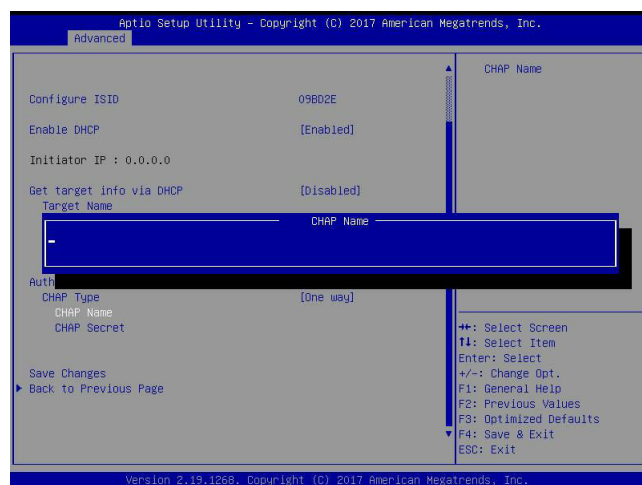 Aptio Setup Utility – Copyright (C) 2017 American Megatrends, Inc.
Advanced
CHAP Name
Configure ISID 09BD2E
Enable DHCP [Enabled]
Initiator IP : 0.0.0.0
Get target info via DHCP [Disabled]
Target Name
CHAP Name
CHAP Type [One way]
CHAP Name
CHAP Secret
Save Changes
Back to Previous Page
→←: Select Screen
↑↓: Select Item
Enter: Select
+/-: Change Opt.
F1: General Help
F2: Previous Values
F3: Optimized Defaults
F4: Save & Exit
ESC: Exit
Version 2.19.1268. Copyright (C) 2017 American Megatrends, Inc.